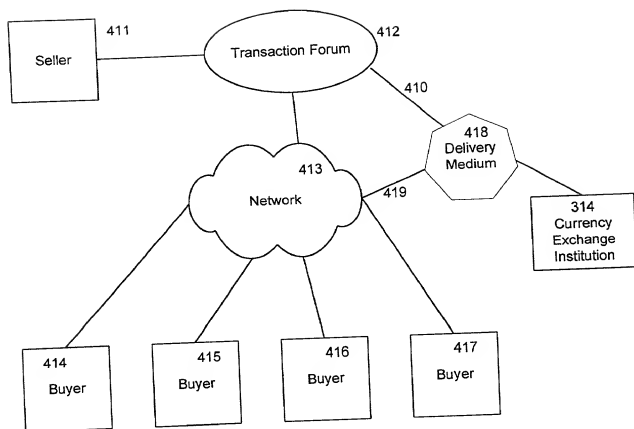 411
Seller
412
Transaction Forum
410
418
Delivery
Medium
413
Network
419
314
Currency
Exchange
Institution
414
Buyer
415
Buyer
416
Buyer
417
Buyer